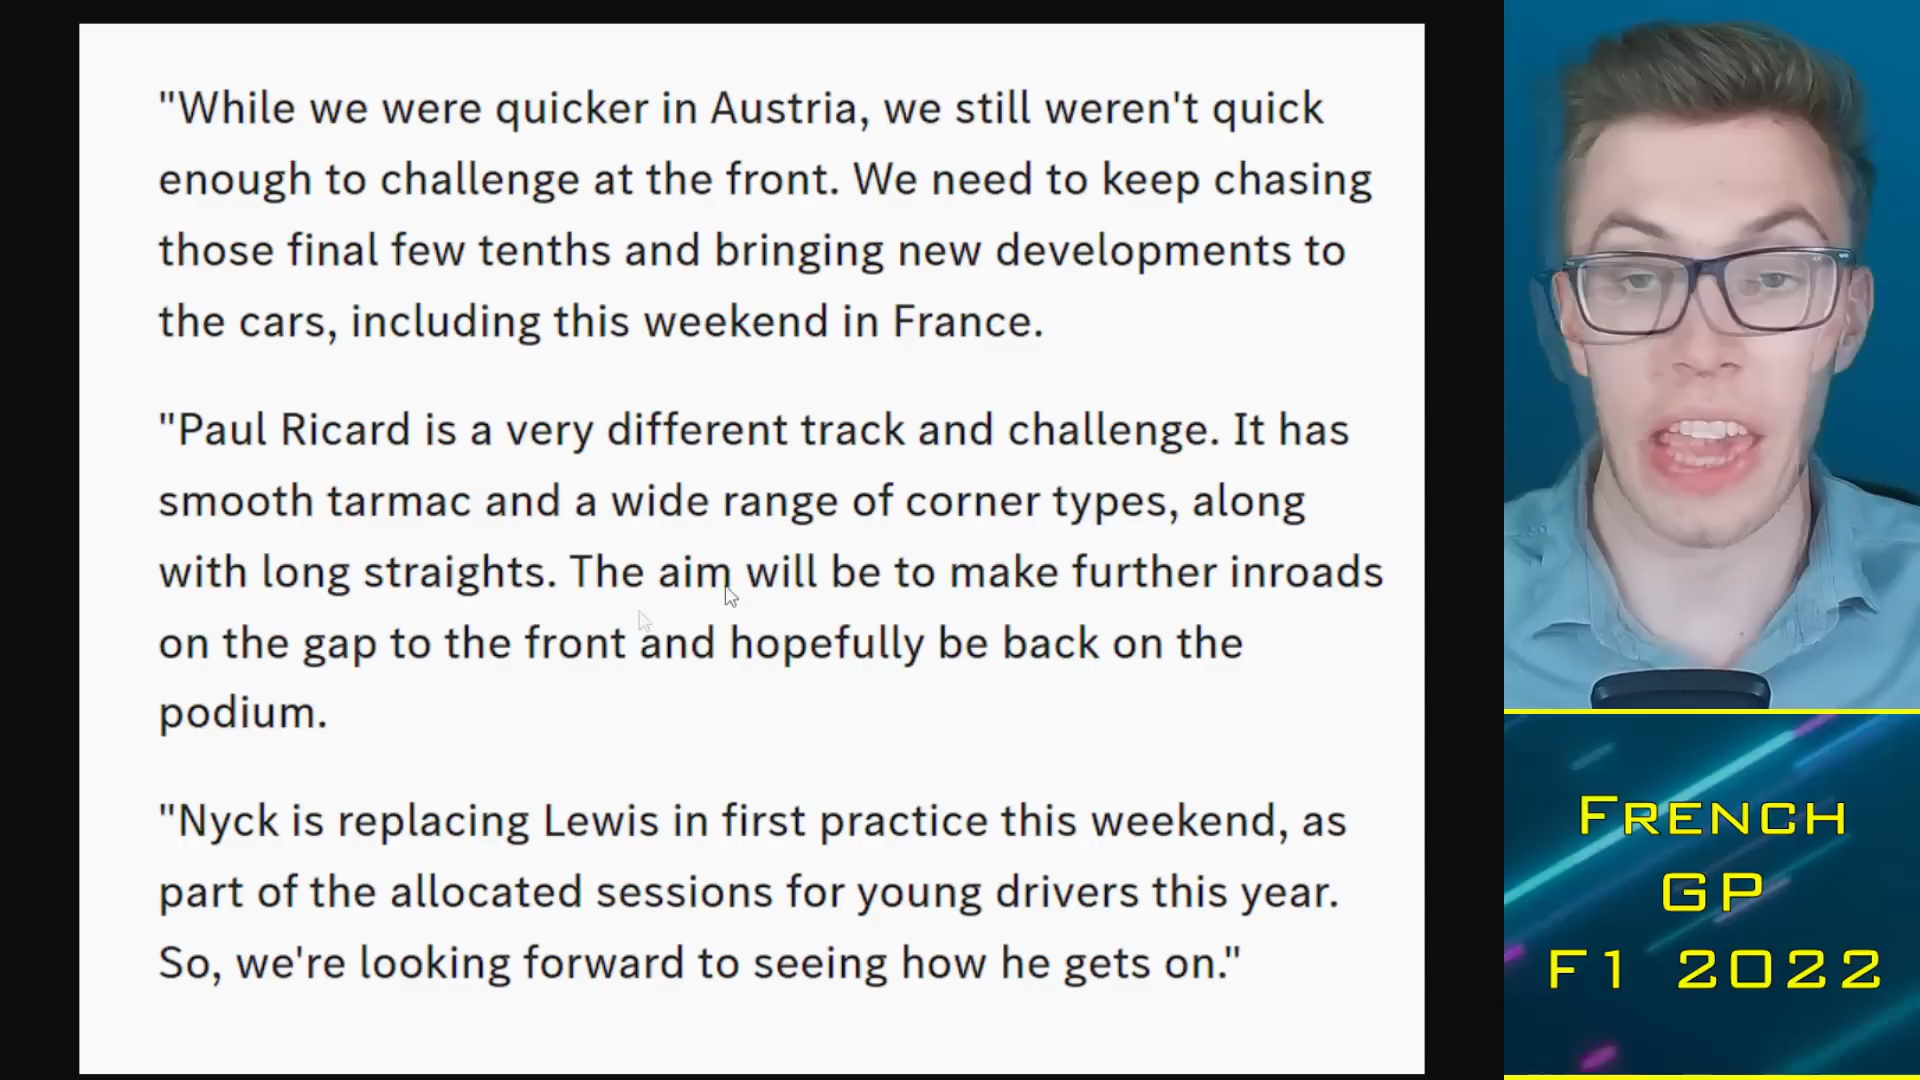 "While we were quicker in Austria, we still weren't quick
enough to challenge at the front. We need to keep chasing
those final few tenths and bringing new developments to
the cars, including this weekend in France.
"Paul Ricard is a very different track and challenge. It has
smooth tarmac and a wide range of corner types, along
with long straights. The aim will be to make further inroads
on the gap to the front and hopefully be back on the
podium.
"Nyck is replacing Lewis in first practice this weekend, as
part of the allocated sessions for young drivers this year.
So, we're looking forward to seeing how he gets on."
FRENCH
GP
F1 2022